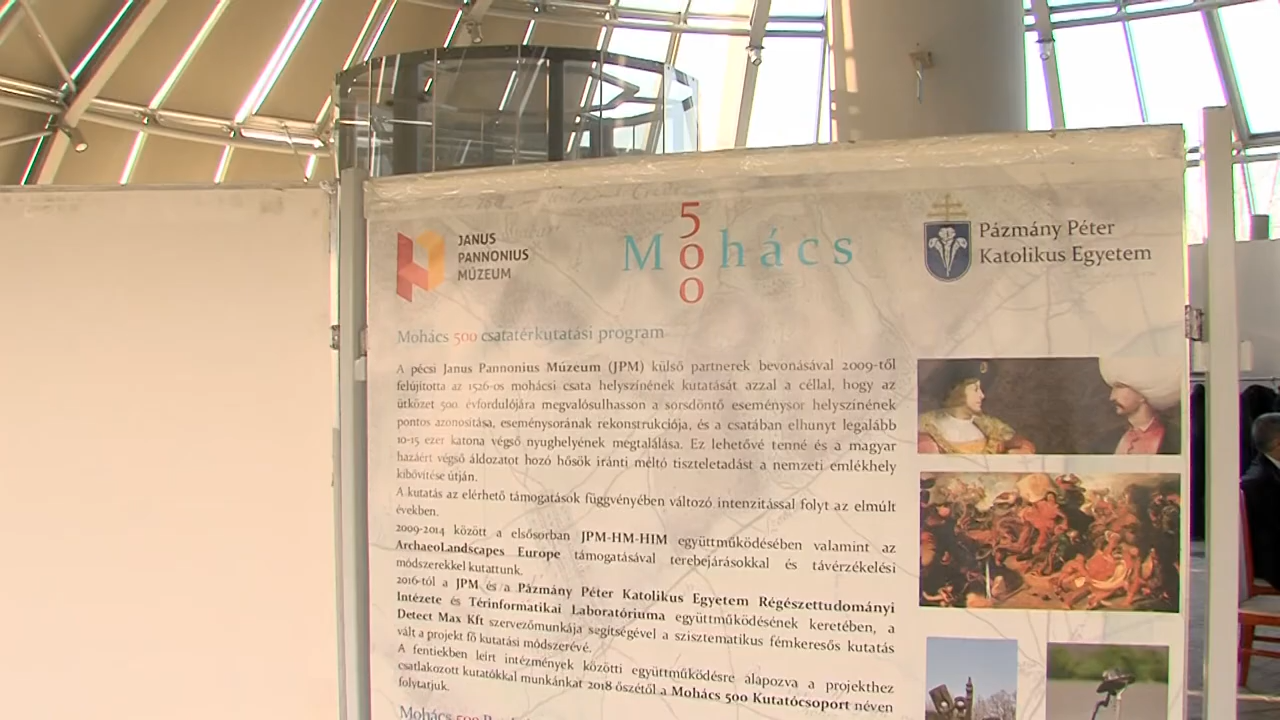 JANUS
PANNONIUS
MÚZEUM
Mohács
500
Pázmány Péter
Katolikus Egyetem
Mohács 500 csatatérkutatási program
A pécsi Janus Pannonius Múzeum (JPM) külső partnerek bevonásával 2009-től
felújította az 1526-os mohácsi csata helyszínének kutatását azzal a céllal, hogy az
ütközet 500. évfordulójára megvalósulhasson a sorsdöntő eseménysor helyszínének
pontos azonosítása, eseménysorának rekonstrukciója, és a csatában elhunyt legalább
10-15 ezer katona végső nyughelyének megtalálása. Ez lehetővé tenné és a magyar
hazáért végső áldozatot hozó hősök iránti méltó tiszteletadást a nemzeti emlékhely
kibővítése útján.
A kutatás az elérhető támogatások függvényében változó intenzitással folyt az elmúlt
években.
2009-2014 között a elsősorban JPM-HM-HIM együttműködésében valamint az
ArchaeoLandscapes Europe támogatásával terebejárásokkal és távérzékelési
módszerekkel kutattunk.
2016-tól a JPM és a Pázmány Péter Katolikus Egyetem Régészettudományi
Intézete és Térinformatikai Laboratóriuma együttműködésének keretében, a
Detect Max Kft szervezőmunkája segítségével a szisztematikus fémkeresős kutatás
vált a projekt fő kutatási módszerévé.
A fentiekben leírt intézmények közötti együttműködésre alapozva a projekthez
csatlakozott kutatókkal munkánkat 2018 őszétől a Mohács 500 Kutatócsoport néven
folytatjuk.
Mohács 500